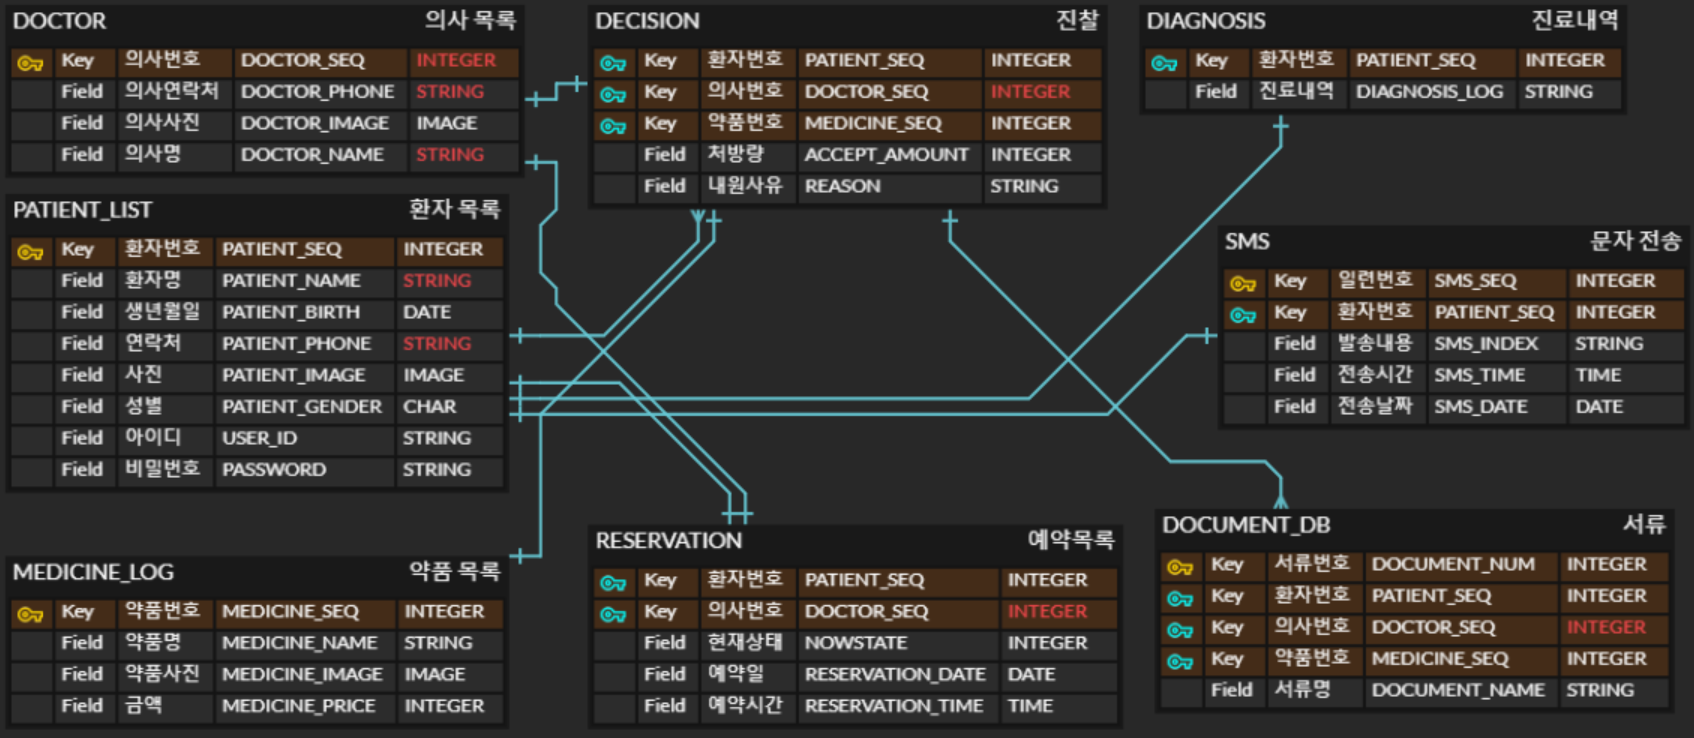 DOCTOR 의사 목록
Key 의사번호 DOCTOR_SEQ INTEGER
Field 의사연락처 DOCTOR_PHONE STRING
Field 의사사진 DOCTOR_IMAGE IMAGE
Field 의사명 DOCTOR_NAME STRING
PATIENT_LIST 환자 목록
Key 환자번호 PATIENT_SEQ INTEGER
Field 환자명 PATIENT_NAME STRING
Field 생년월일 PATIENT_BIRTH DATE
Field 연락처 PATIENT_PHONE STRING
Field 사진 PATIENT_IMAGE IMAGE
Field 성별 PATIENT_GENDER CHAR
Field 아이디 USER_ID STRING
Field 비밀번호 PASSWORD STRING
MEDICINE_LOG 약품 목록
Key 약품번호 MEDICINE_SEQ INTEGER
Field 약품명 MEDICINE_NAME STRING
Field 약품사진 MEDICINE_IMAGE IMAGE
Field 금액 MEDICINE_PRICE INTEGER
DECISION 진찰
Key 환자번호 PATIENT_SEQ INTEGER
Key 의사번호 DOCTOR_SEQ INTEGER
Key 약품번호 MEDICINE_SEQ INTEGER
Field 처방량 ACCEPT_AMOUNT INTEGER
Field 내원사유 REASON STRING
RESERVATION 예약목록
Key 환자번호 PATIENT_SEQ INTEGER
Key 의사번호 DOCTOR_SEQ INTEGER
Field 현재상태 NOWSTATE INTEGER
Field 예약일 RESERVATION_DATE DATE
Field 예약시간 RESERVATION_TIME TIME
DIAGNOSIS 진료내역
Key 환자번호 PATIENT_SEQ INTEGER
Field 진료내역 DIAGNOSIS_LOG STRING
SMS 문자 전송
Key 일련번호 SMS_SEQ INTEGER
Key 환자번호 PATIENT_SEQ INTEGER
Field 발송내용 SMS_INDEX STRING
Field 전송시간 SMS_TIME TIME
Field 전송날짜 SMS_DATE DATE
DOCUMENT_DB 서류
Key 서류번호 DOCUMENT_NUM INTEGER
Key 환자번호 PATIENT_SEQ INTEGER
Key 의사번호 DOCTOR_SEQ INTEGER
Key 약품번호 MEDICINE_SEQ INTEGER
Field 서류명 DOCUMENT_NAME STRING